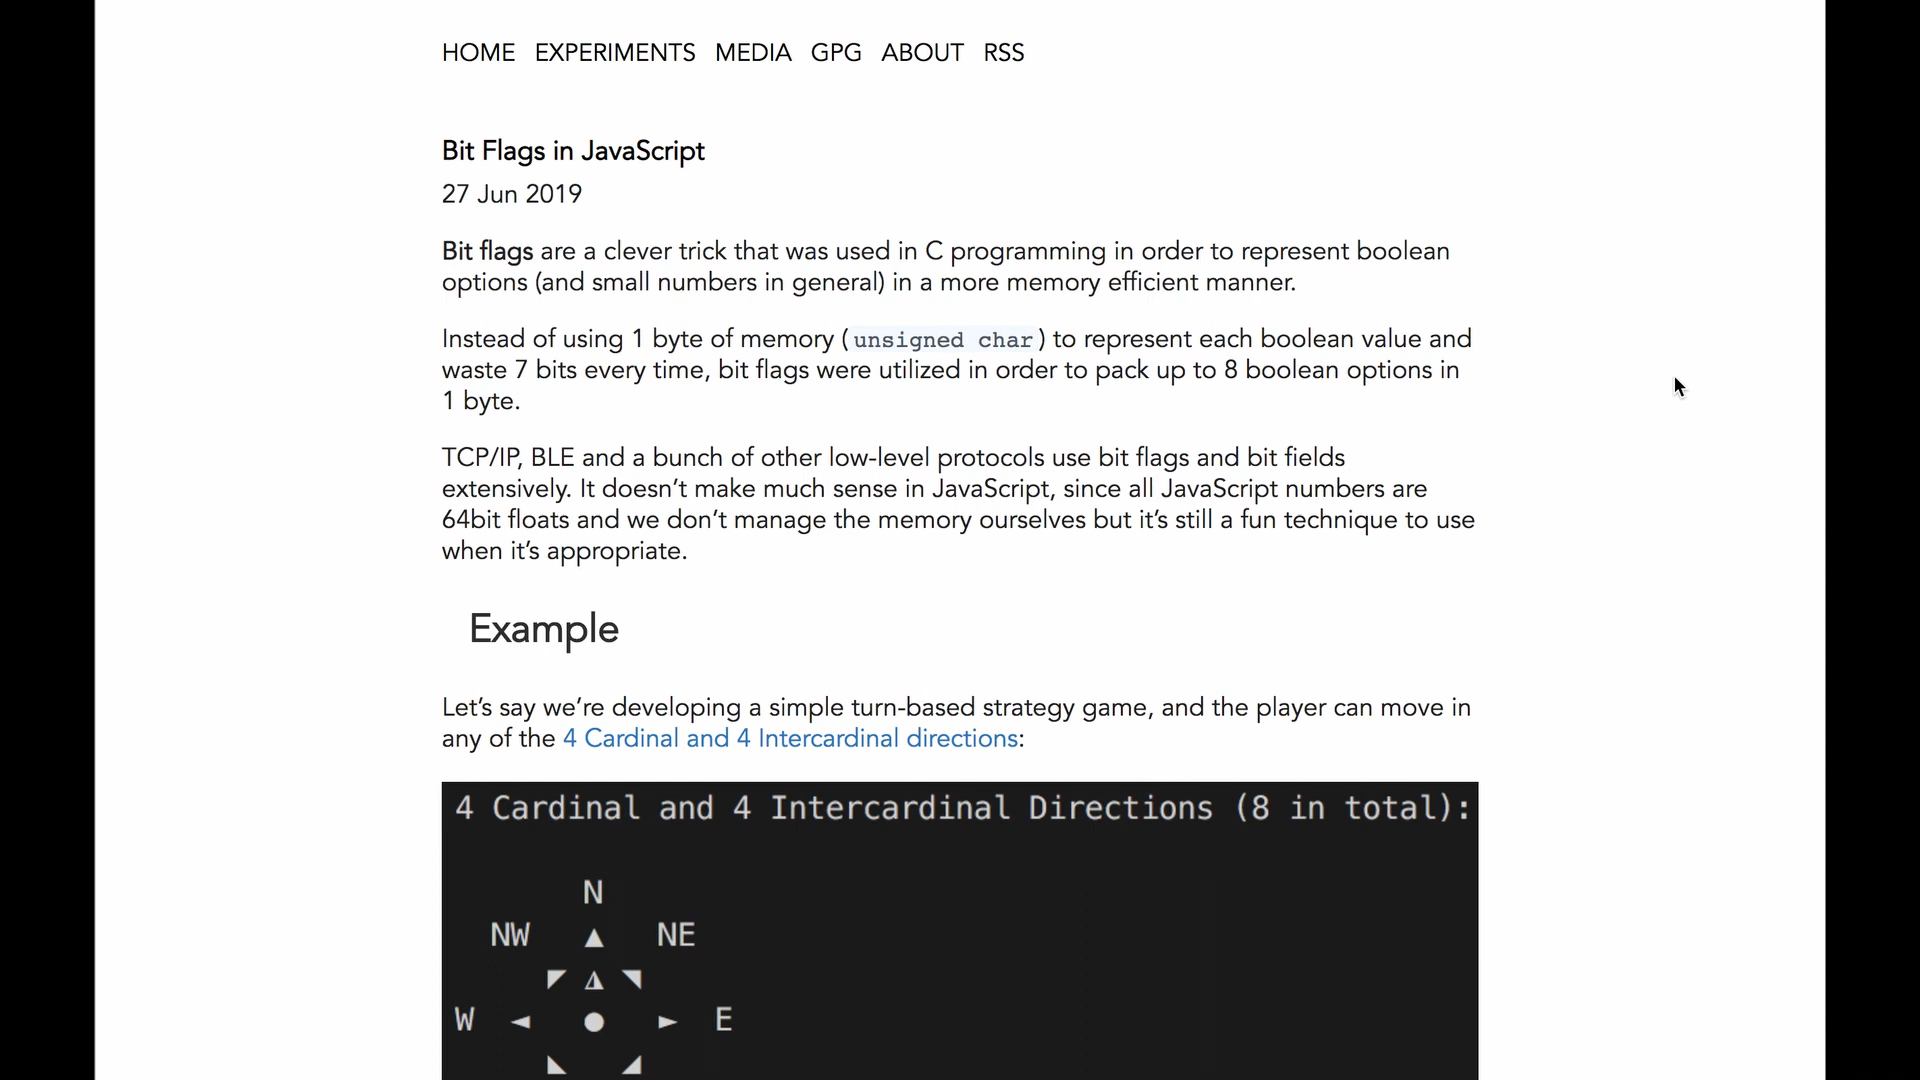 HOME EXPERIMENTS MEDIA GPG ABOUT RSS
Bit Flags in JavaScript
27 Jun 2019
Bit flags are a clever trick that was used in C programming in order to represent boolean
options (and small numbers in general) in a more memory efficient manner.
Instead of using 1 byte of memory (unsigned char) to represent each boolean value and
waste 7 bits every time, bit flags were utilized in order to pack up to 8 boolean options in
1 byte.
TCP/IP, BLE and a bunch of other low-level protocols use bit flags and bit fields
extensively. It doesn’t make much sense in JavaScript, since all JavaScript numbers are
64bit floats and we don’t manage the memory ourselves but it’s still a fun technique to use
when it’s appropriate.
Example
Let’s say we’re developing a simple turn-based strategy game, and the player can move in
any of the 4 Cardinal and 4 Intercardinal directions:
4 Cardinal and 4 Intercardinal Directions (8 in total):
N
NW NE
W E